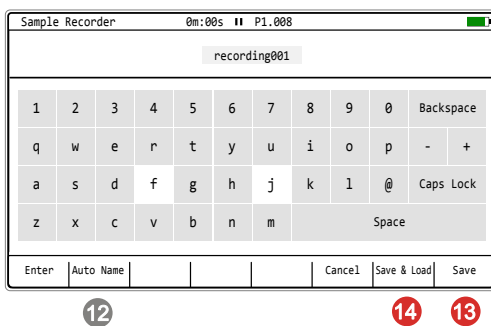 Sample Recorder 0m:00s P1.008
recording001
1 2 3 4 5 6 7 8 9 0 Backspace
q w e r t y u i o p - +
a s d f g h j k l @ Caps Lock
z x c v b n m Space
Enter Auto Name Cancel Save & Load Save
12 14 13